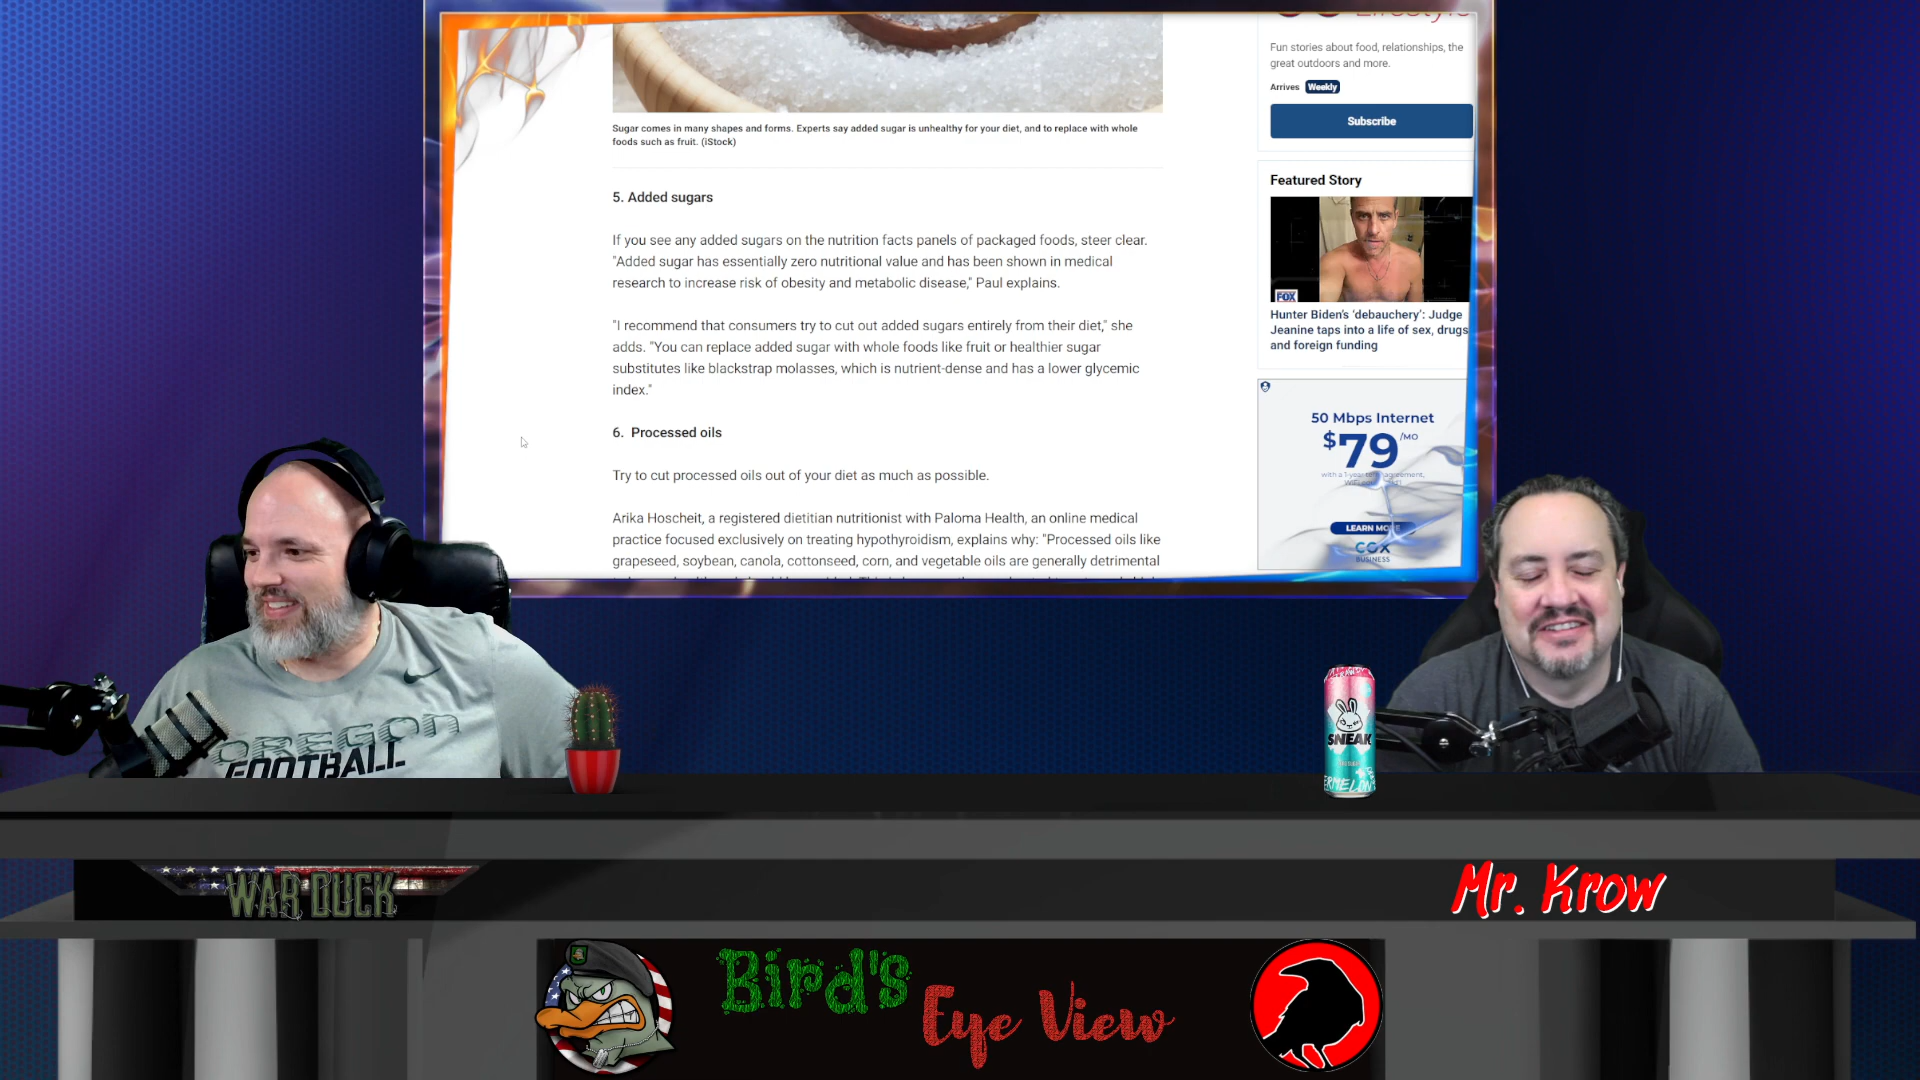 Lifestyle
Fun stories about food, relationships, the
great outdoors and more.
Arrives Weekly
Subscribe
Sugar comes in many shapes and forms. Experts say added sugar is unhealthy for your diet, and to replace with whole
foods such as fruit. (iStock)
5. Added sugars
If you see any added sugars on the nutrition facts panels of packaged foods, steer clear.
"Added sugar has essentially zero nutritional value and has been shown in medical
research to increase risk of obesity and metabolic disease," Paul explains.
"I recommend that consumers try to cut out added sugars entirely from their diet," she
adds. "You can replace added sugar with whole foods like fruit or healthier sugar
substitutes like blackstrap molasses, which is nutrient-dense and has a lower glycemic
index."
6. Processed oils
Try to cut processed oils out of your diet as much as possible.
Arika Hoscheit, a registered dietitian nutritionist with Paloma Health, an online medical
practice focused exclusively on treating hypothyroidism, explains why: "Processed oils like
grapeseed, soybean, canola, cottonseed, corn, and vegetable oils are generally detrimental
Featured Story
FOX
Hunter Biden's 'debauchery': Judge
Jeanine taps into a life of sex, drugs
and foreign funding
50 Mbps Internet
$79/MO
with a 1-year
LEARN MORE
COX
BUSINESS
OREGON
FOOTBALL
SNEAK
WAR DUCK
Mr. Krow
Bird's
Eye View